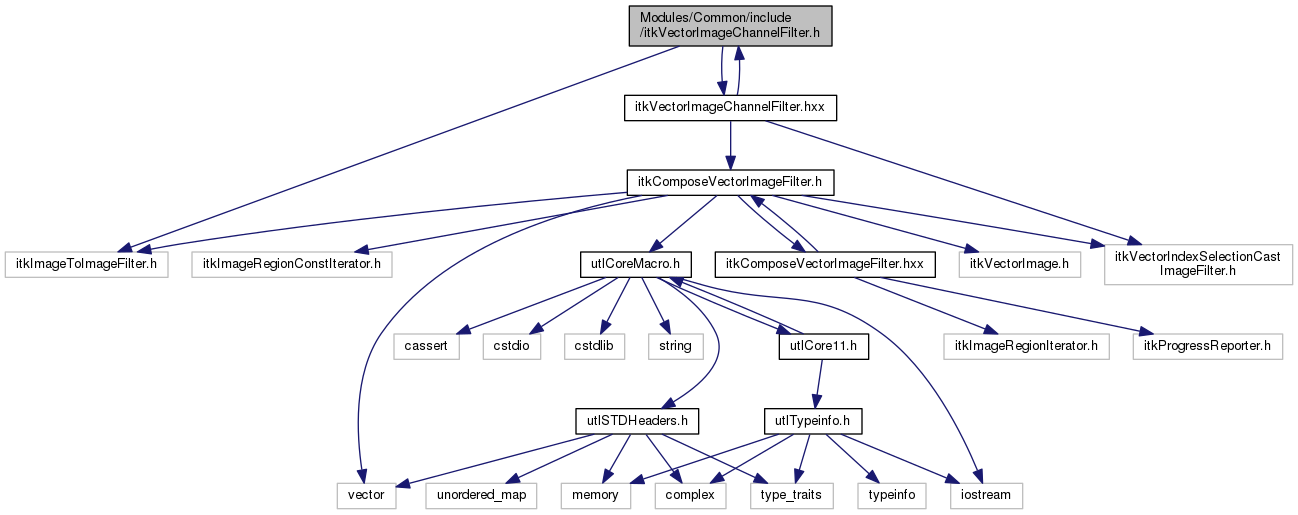 Modules/Common/include
/itkVectorImageChannelFilter.h
itkVectorImageChannelFilter.hxx
itkComposeVectorImageFilter.h
itkImageToImageFilter.h
itkImageRegionConstIterator.h
utlCoreMacro.h
itkComposeVectorImageFilter.hxx
itkVectorImage.h
itkVectorIndexSelectionCast
ImageFilter.h
cassert
cstdio
cstdlib
string
utlCore11.h
itkImageRegionIterator.h
itkProgressReporter.h
utlSTDHeaders.h
utlTypeinfo.h
vector
unordered_map
memory
complex
type_traits
typeinfo
iostream